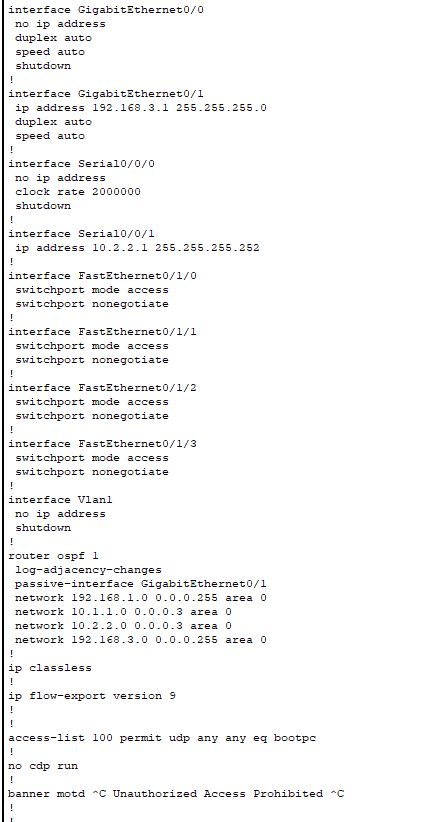 interface GigabitEthernet0/0
 no ip address
 duplex auto
 speed auto
 shutdown
!
interface GigabitEthernet0/1
 ip address 192.168.3.1 255.255.255.0
 duplex auto
 speed auto
!
interface Serial0/0/0
 no ip address
 clock rate 2000000
 shutdown
!
interface Serial0/0/1
 ip address 10.2.2.1 255.255.255.252
!
interface FastEthernet0/1/0
 switchport mode access
 switchport nonegotiate
!
interface FastEthernet0/1/1
 switchport mode access
 switchport nonegotiate
!
interface FastEthernet0/1/2
 switchport mode access
 switchport nonegotiate
!
interface FastEthernet0/1/3
 switchport mode access
 switchport nonegotiate
!
interface Vlan1
 no ip address
 shutdown
!
router ospf 1
 log-adjacency-changes
 passive-interface GigabitEthernet0/1
 network 192.168.1.0 0.0.0.255 area 0
 network 10.1.1.0 0.0.0.3 area 0
 network 10.2.2.0 0.0.0.3 area 0
 network 192.168.3.0 0.0.0.255 area 0
!
ip classless
!
ip flow-export version 9
!
!
access-list 100 permit udp any any eq bootpc
!
no cdp run
!
banner motd ^C Unauthorized Access Prohibited ^C
!
!